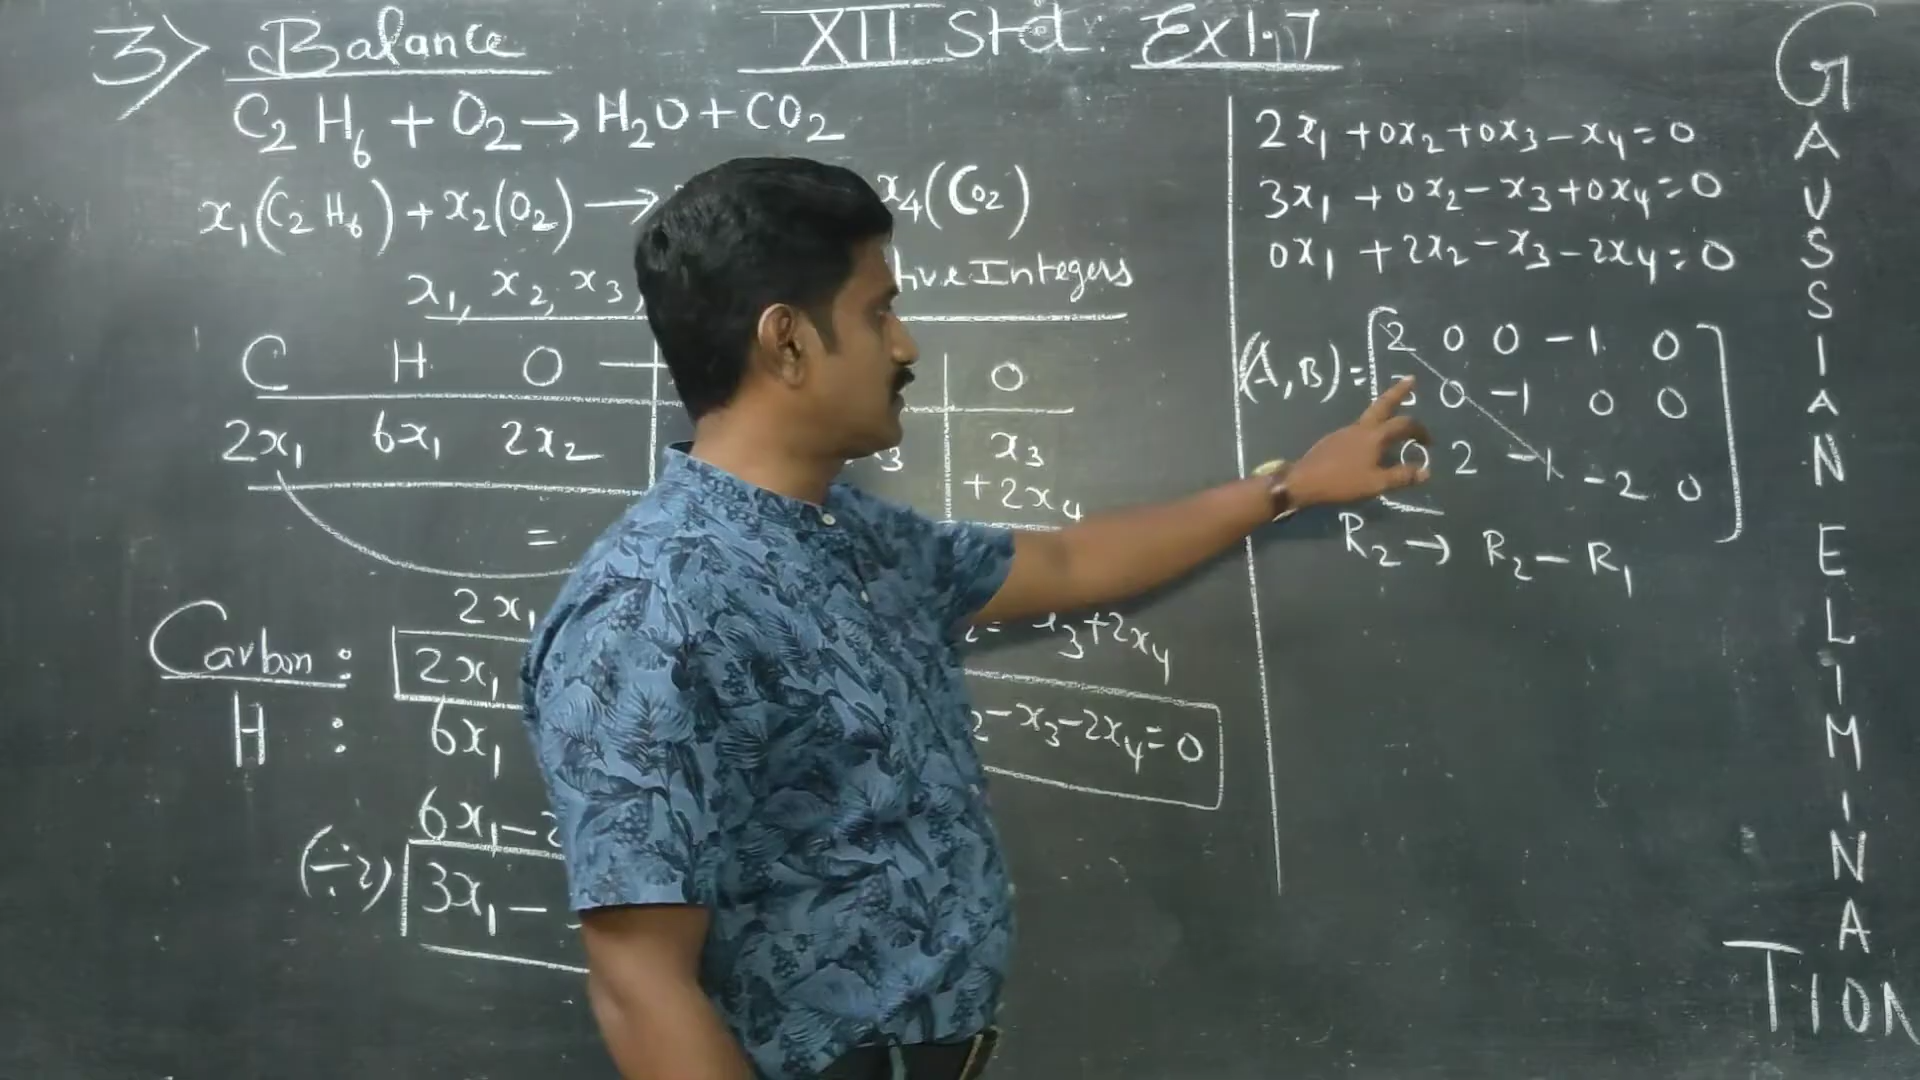 3) Balance
XII Std: Ex 1.7
C₂H₆ + O₂ → H₂O + CO₂
x₁(C₂H₆) + x₂(O₂) → x₄(CO₂)
x₁, x₂, x₃, Integers
C H O O
2x₁ 6x₁ 2x₂ x₃
+2x₄
=
2x₁
Carbon: 2x₁
H : 6x₁
6x₁ - 2
(÷2) 3x₁ -
= x₃+2x₄
2-x₃-2x₄=0
2x₁ + 0x₂ + 0x₃ - x₄ = 0
3x₁ + 0x₂ - x₃ + 0x₄ = 0
0x₁ + 2x₂ - x₃ - 2x₄ = 0
(A, B) = 2 0 0 -1 0
3 0 -1 0 0
0 2 -1 -2 0
R₂ → R₂ - R₁
GAUSSIAN ELIMINATION